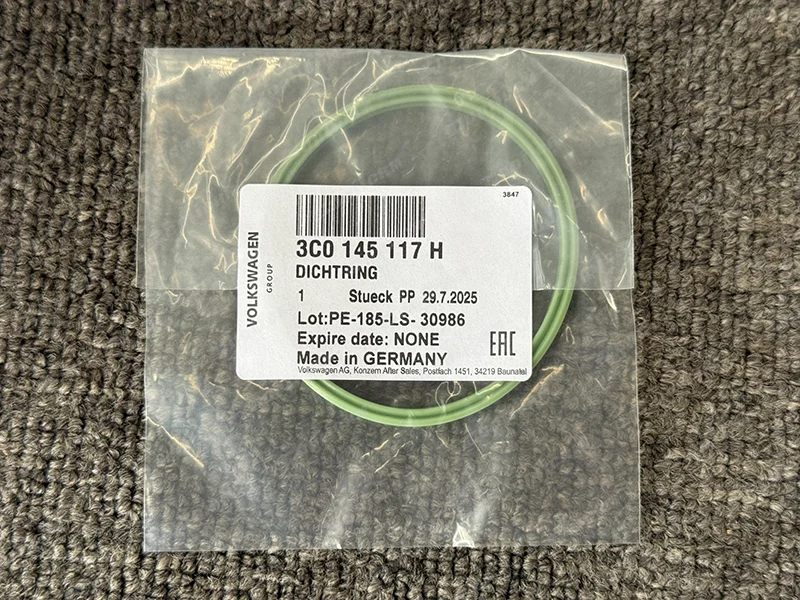 3847
VOLKSWAGEN
GROUP
3C0 145 117 H
DICHTRING
1 Stueck PP 29.7.2025
Lot:PE-185-LS- 30986
Expire date: NONE
EAC
Made in GERMANY
Volkswagen AG, Konzern After Sales, Postfach 1451, 34219 Baunatal